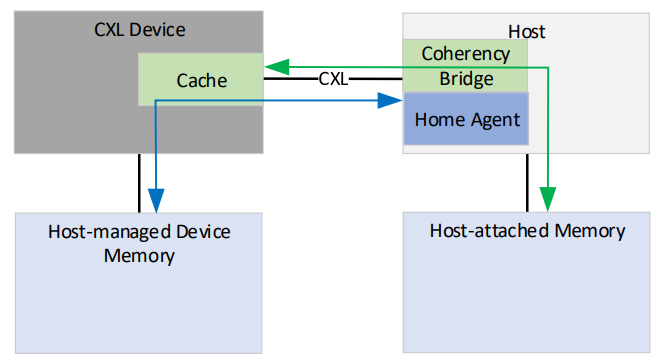 CXL Device
Host
Cache
CXL
Coherency
Bridge
Home Agent
Host-managed Device
Memory
Host-attached Memory